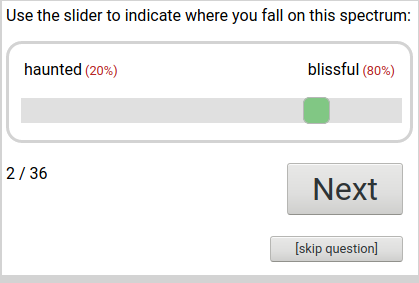 Use the slider to indicate where you fall on this spectrum:
haunted (20%) blissful (80%)
2 / 36
Next
[skip question]